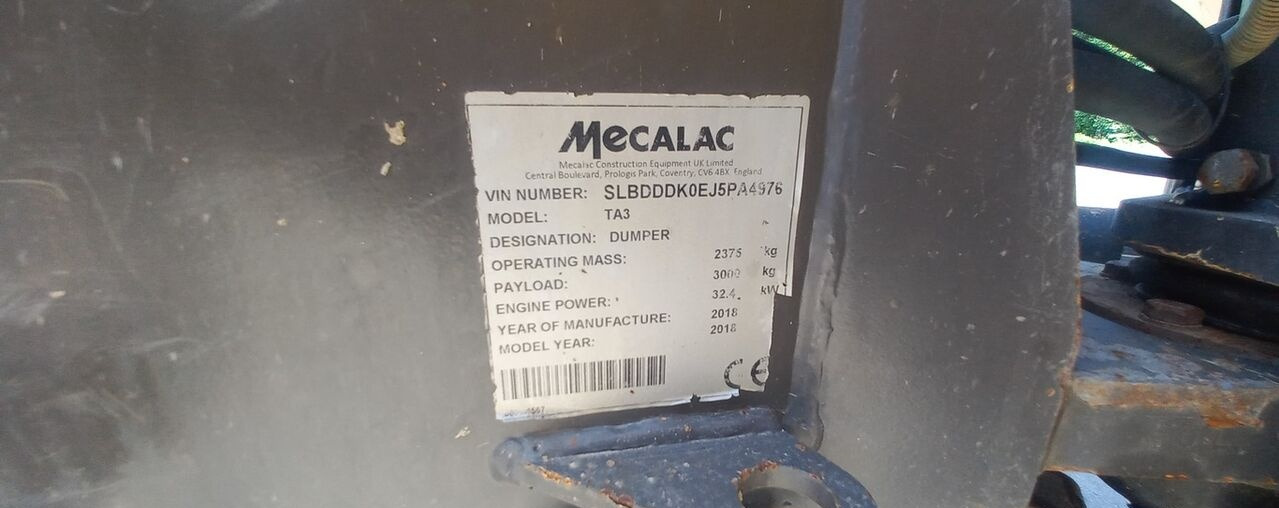 MECALAC
Mecalac Construction Equipment UK Limited
Central Boulevard, Prologis Park, Coventry, CV6 4BX England
VIN NUMBER: SLBDDDK0EJ5PA4976
MODEL: TA3
DESIGNATION: DUMPER
OPERATING MASS: 2375 kg
PAYLOAD: 3000 kg
ENGINE POWER: 32.4 kW
YEAR OF MANUFACTURE: 2018
MODEL YEAR: 2018
CE